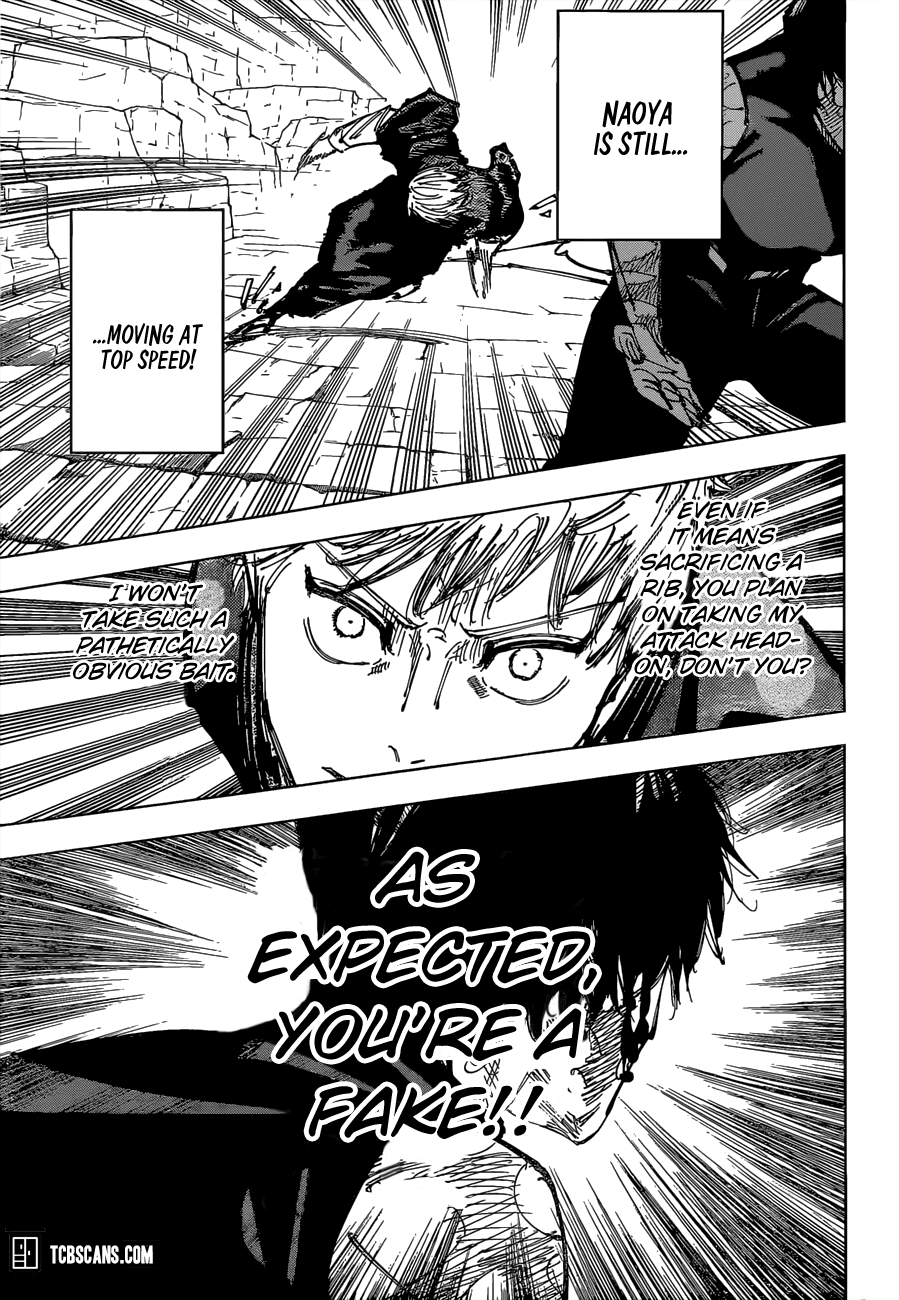 NAOYA
IS STILL...
...MOVING AT
TOP SPEED!
EVEN IF
IT MEANS
SACRIFICING A
RIB, YOU PLAN
ON TAKING MY
ATTACK HEAD-
ON, DON'T YOU?
I WON'T
TAKE SUCH A
PATHETICALLY
OBVIOUS BAIT.
AS
EXPECTED,
YOU'RE A
FAKE!!
TCBSCANS.COM